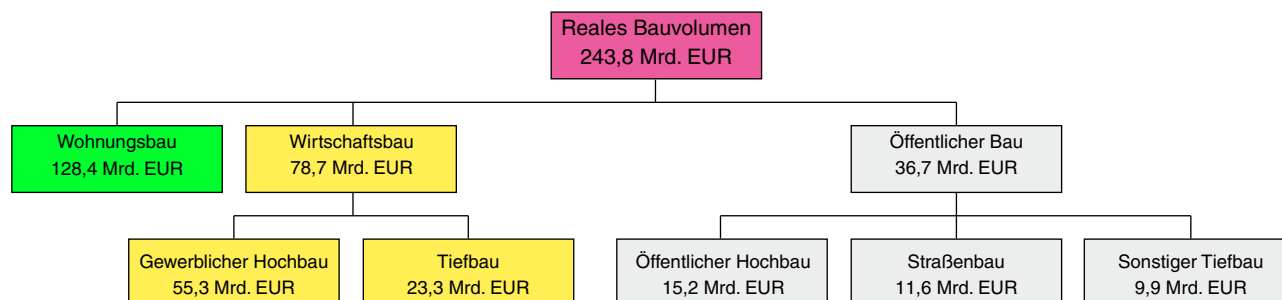 Reales Bauvolumen
243,8 Mrd. EUR
Wohnungsbau
128,4 Mrd. EUR
Wirtschaftsbau
78,7 Mrd. EUR
Öffentlicher Bau
36,7 Mrd. EUR
Gewerblicher Hochbau
55,3 Mrd. EUR
Tiefbau
23,3 Mrd. EUR
Öffentlicher Hochbau
15,2 Mrd. EUR
Straßenbau
11,6 Mrd. EUR
Sonstiger Tiefbau
9,9 Mrd. EUR